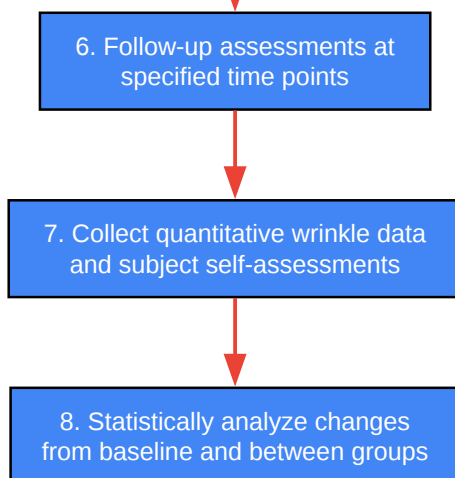 6. Follow-up assessments at
specified time points
7. Collect quantitative wrinkle data
and subject self-assessments
8. Statistically analyze changes
from baseline and between groups